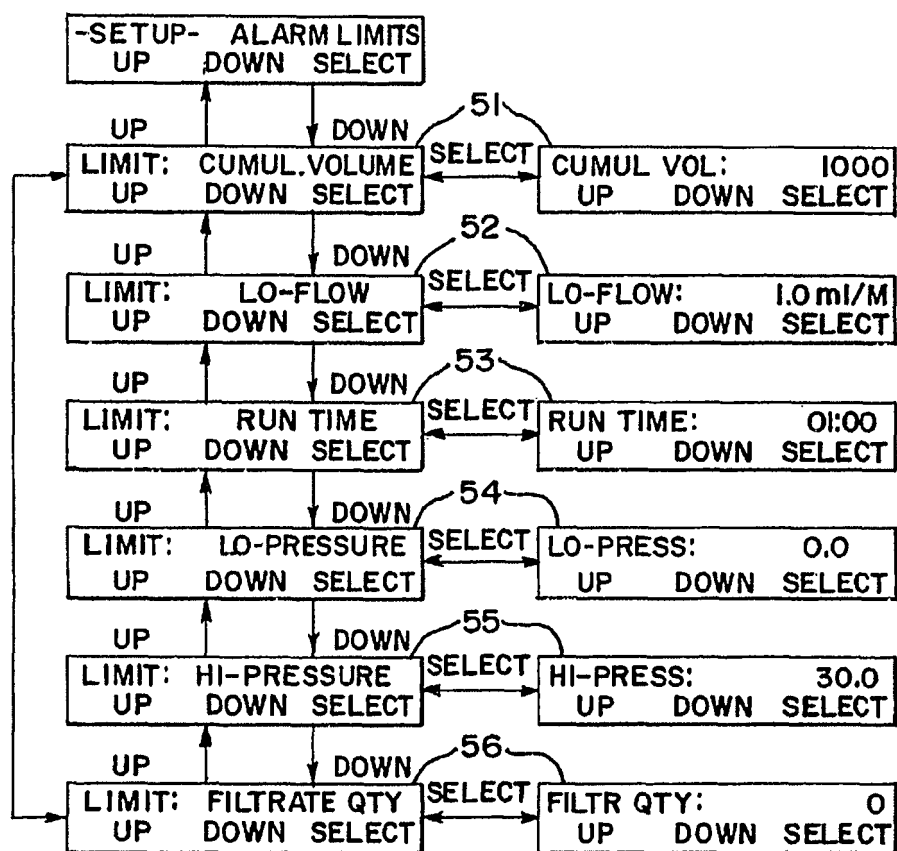 -SETUP- ALARM LIMITS
UP DOWN SELECT
UP DOWN
51
LIMIT: CUMUL.VOLUME
UP DOWN SELECT
SELECT
CUMUL VOL: 1000
UP DOWN SELECT
UP DOWN
52
LIMIT: LO-FLOW
UP DOWN SELECT
SELECT
LO-FLOW: 1.0 ml/M
UP DOWN SELECT
UP DOWN
53
LIMIT: RUN TIME
UP DOWN SELECT
SELECT
RUN TIME: 01:00
UP DOWN SELECT
UP DOWN
54
LIMIT: LO-PRESSURE
UP DOWN SELECT
SELECT
LO-PRESS: 0.0
UP DOWN SELECT
UP DOWN
55
LIMIT: HI-PRESSURE
UP DOWN SELECT
SELECT
HI-PRESS: 30.0
UP DOWN SELECT
UP DOWN
56
LIMIT: FILTRATE QTY
UP DOWN SELECT
SELECT
FILTR QTY: 0
UP DOWN SELECT